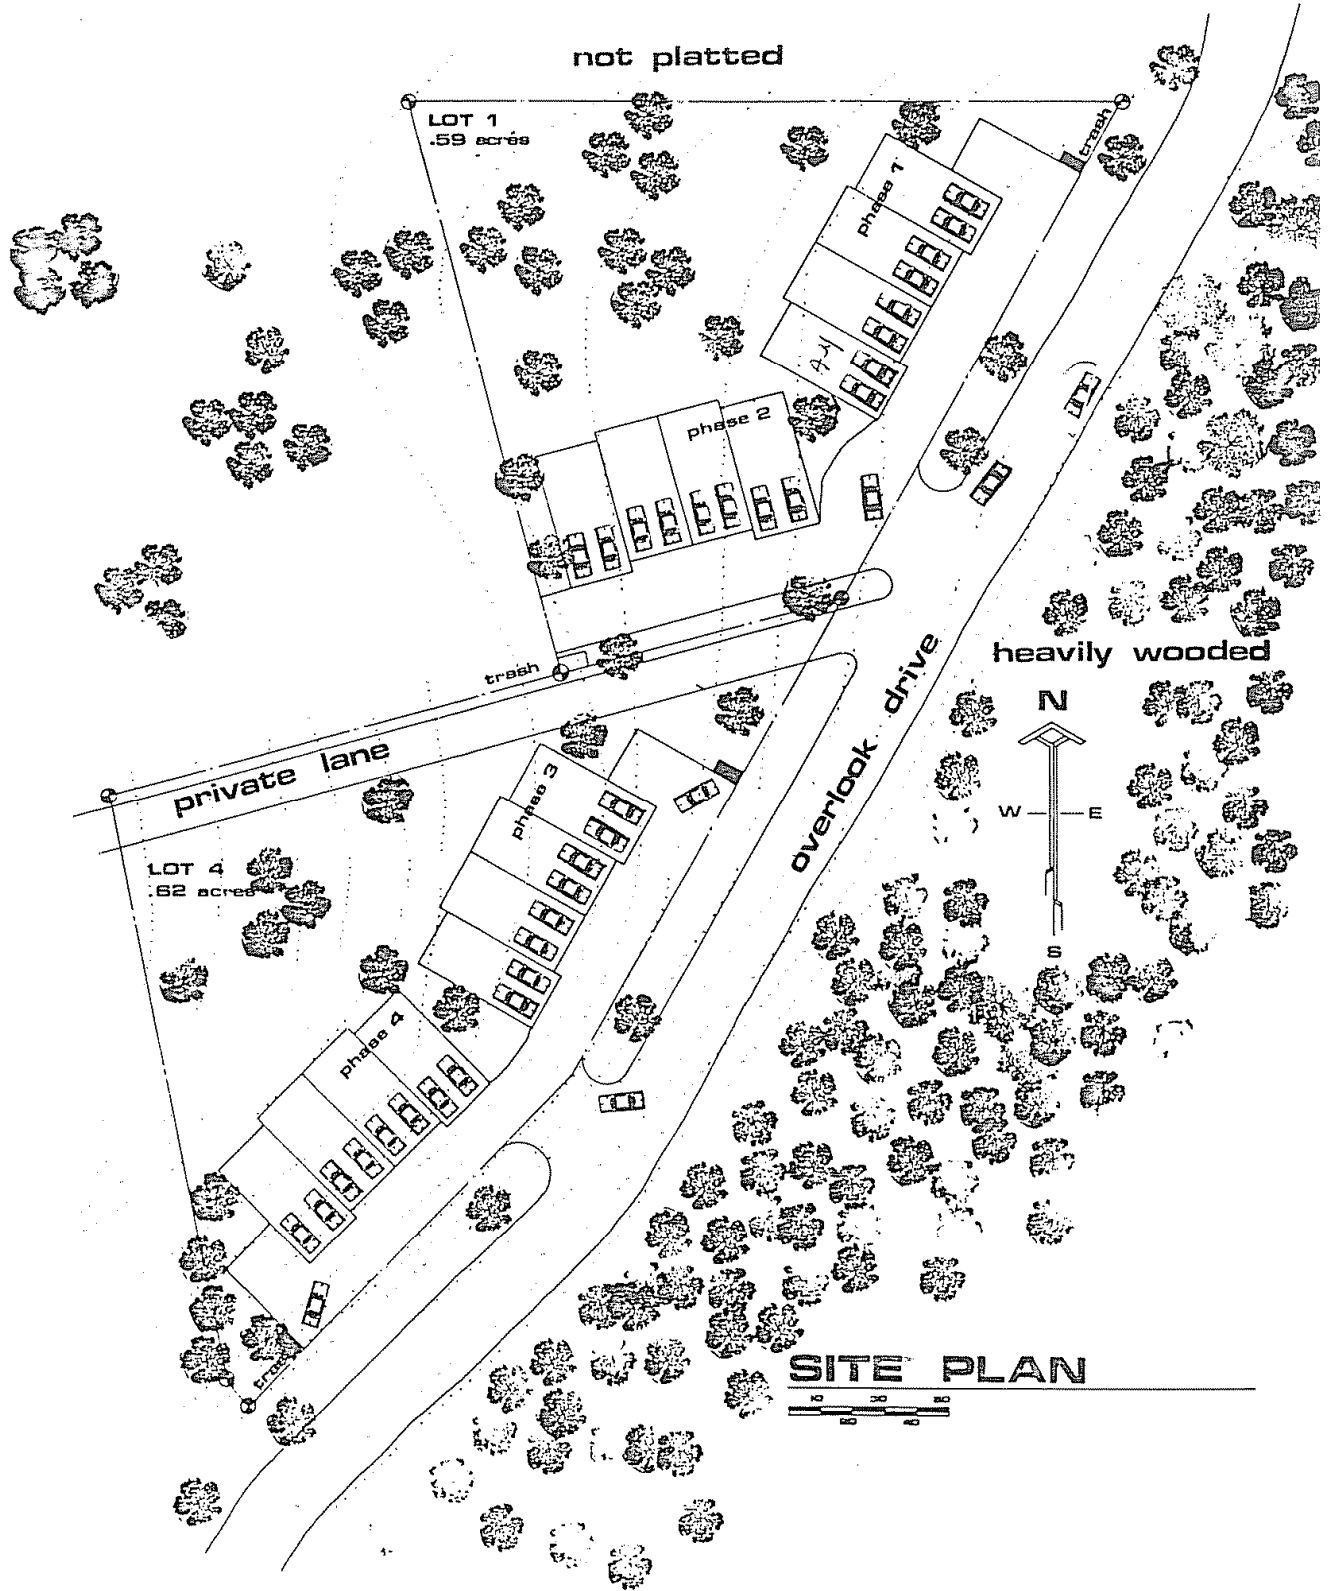 not platted
LOT 1
.59 acres
trash
phase 1
phase 2
trash
overlook drive
heavily wooded
N
W E
S
private lane
phase 3
LOT 4
.62 acres
phase 4
trash
SITE PLAN